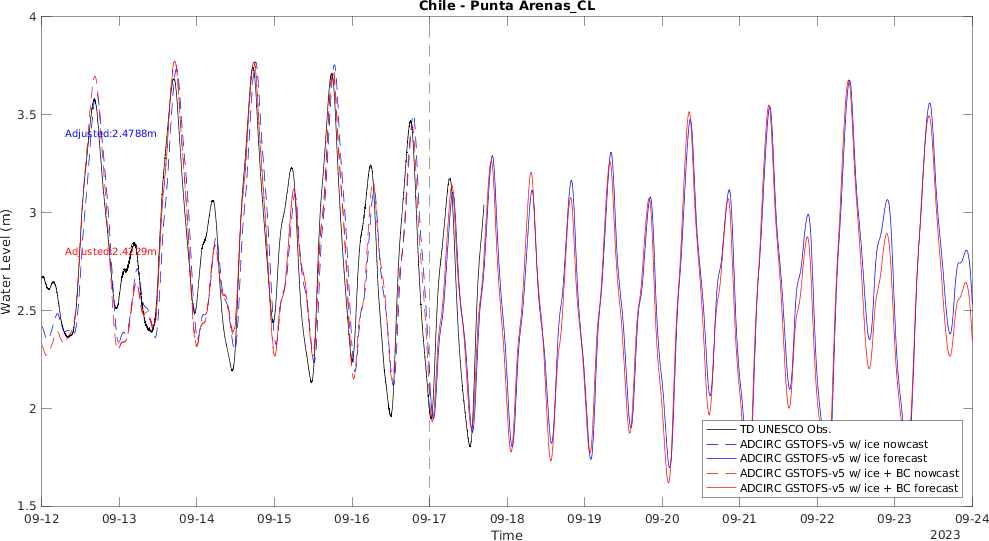 Chile - Punta Arenas_CL
Water Level (m)
4
3.5
3
2.5
2
1.5
Adjusted:2.4788m
Adjusted:2.4229m
TD UNESCO Obs.
ADCIRC GSTOFS-v5 w/ ice nowcast
ADCIRC GSTOFS-v5 w/ ice forecast
ADCIRC GSTOFS-v5 w/ ice + BC nowcast
ADCIRC GSTOFS-v5 w/ ice + BC forecast
09-12 09-13 09-14 09-15 09-16 09-17 09-18 09-19 09-20 09-21 09-22 09-23 09-24
Time
2023